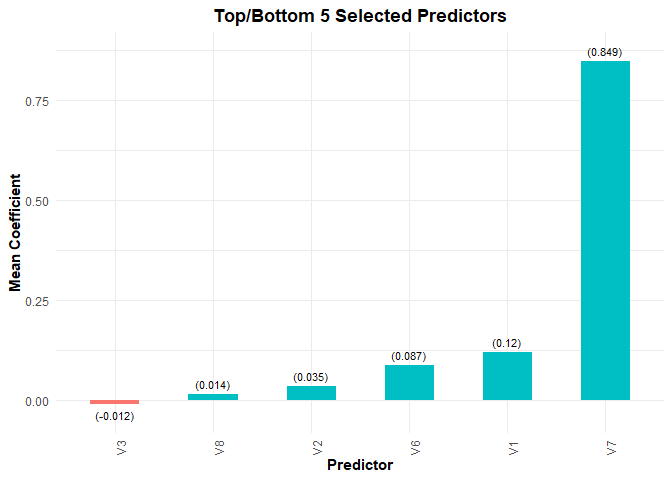 Top/Bottom 5 Selected Predictors
(0.849)
0.75
Mean Coefficient
0.50
0.25
(0.12)
(0.087)
(0.035)
(0.014)
0.00
(-0.012)
V3
V8
V2
V6
V1
V7
Predictor